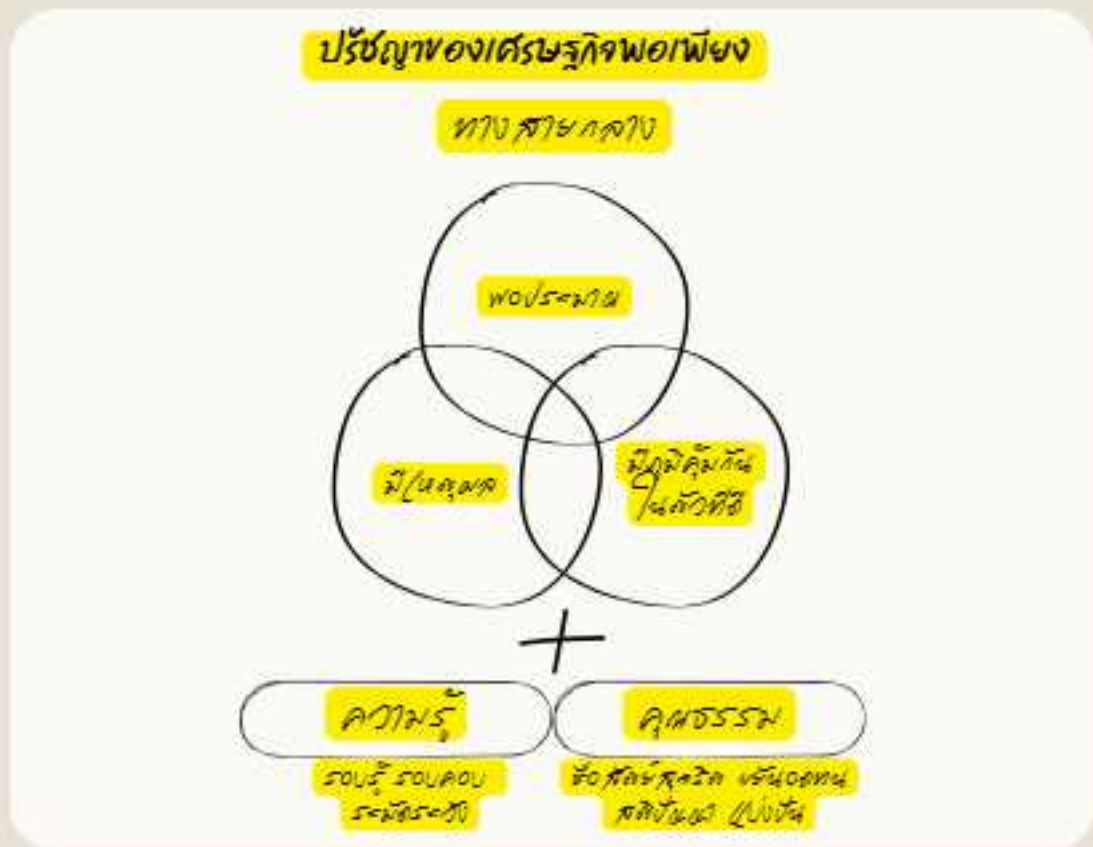 ปรัชญาของเศรษฐกิจพอเพียง
ทางสายกลาง
พอประมาณ
มีเหตุผล
มีภูมิคุ้มกัน
ในตัวที่ดี
ความรู้
คุณธรรม
รอบรู้ รอบคอบ
ระมัดระวัง
ซื่อสัตย์สุจริต ขยันอดทน
สติปัญญา แบ่งปัน